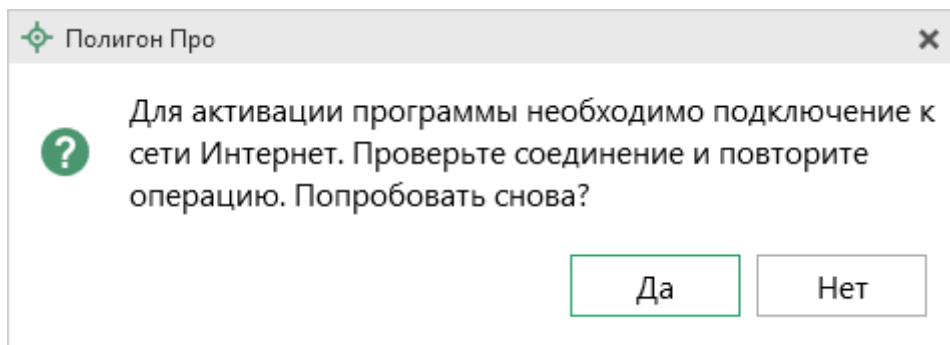 Полигон Про
Для активации программы необходимо подключение к
сети Интернет. Проверьте соединение и повторите
операцию. Попробовать снова?
Да Нет